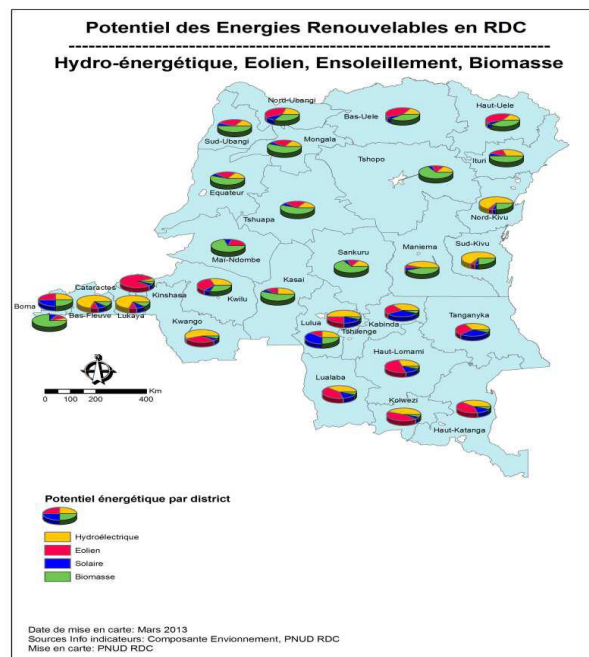 Potentiel des Energies Renouvelables en RDC
------------------------------------------------------------
Hydro-énergétique, Eolien, Ensoleillement, Biomasse
Nord-Ubangi
Bas-Uele
Haut-Uele
Sud-Ubangi
Mongala
Tshopo
Ituri
Equateur
Tshuapa
Nord-Kivu
Mai-Ndombe
Sankuru
Maniema
Sud-Kivu
Cataractes
Kinshasa
Kwilu
Kasai
Boma
Bas-Fleuve
Lukaya
Kwango
Lulua
Tshilenge
Kabinda
Tanganyka
Haut-Lomami
Lualaba
Kolwezi
Haut-Katanga
Km
0 100 200 400
Potentiel énergétique par district
Hydroélectrique
Eolien
Solaire
Biomasse
Date de mise en carte: Mars 2013
Sources Info indicateurs: Composante Envionnement, PNUD RDC
Mise en carte: PNUD RDC